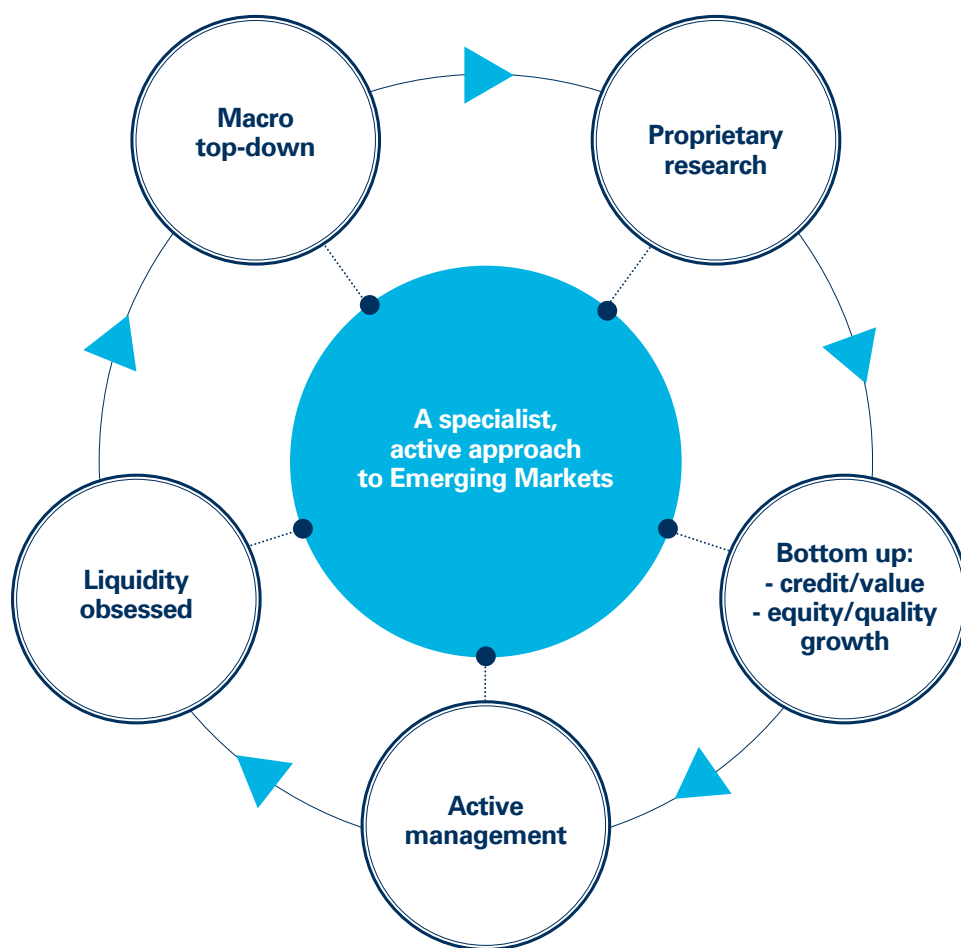 Macro
top-down
Proprietary
research
A specialist,
active approach
to Emerging Markets
Liquidity
obsessed
Bottom up:
- credit/value
- equity/quality
growth
Active
management